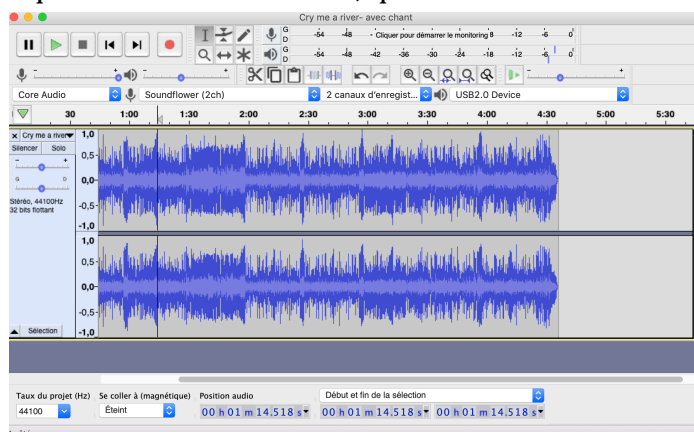 Cry me a river- avec chant
G
D
-54 -48 - Cliquer pour démarrer le monitoring 8 -12 -6 0
G
D
-54 -48 -42 -36 -30 -24 -18 -12 -6 0
- +
- +
Core Audio Soundflower (2ch) 2 canaux d'enregist... USB2.0 Device
30 1:00 1:30 2:00 2:30 3:00 3:30 4:00 4:30 5:00 5:30
x Cry me a river
Silencer Solo
- +
G D
Stéréo, 44100Hz
32 bits flottant
Sélection
1,0
0,5
0,0
-0,5
-1,0
1,0
0,5
0,0
-0,5
-1,0
Taux du projet (Hz) Se coller à (magnétique) Position audio Début et fin de la sélection
44100 Éteint 00 h 01 m 14.518 s 00 h 01 m 14.518 s 00 h 01 m 14.518 s